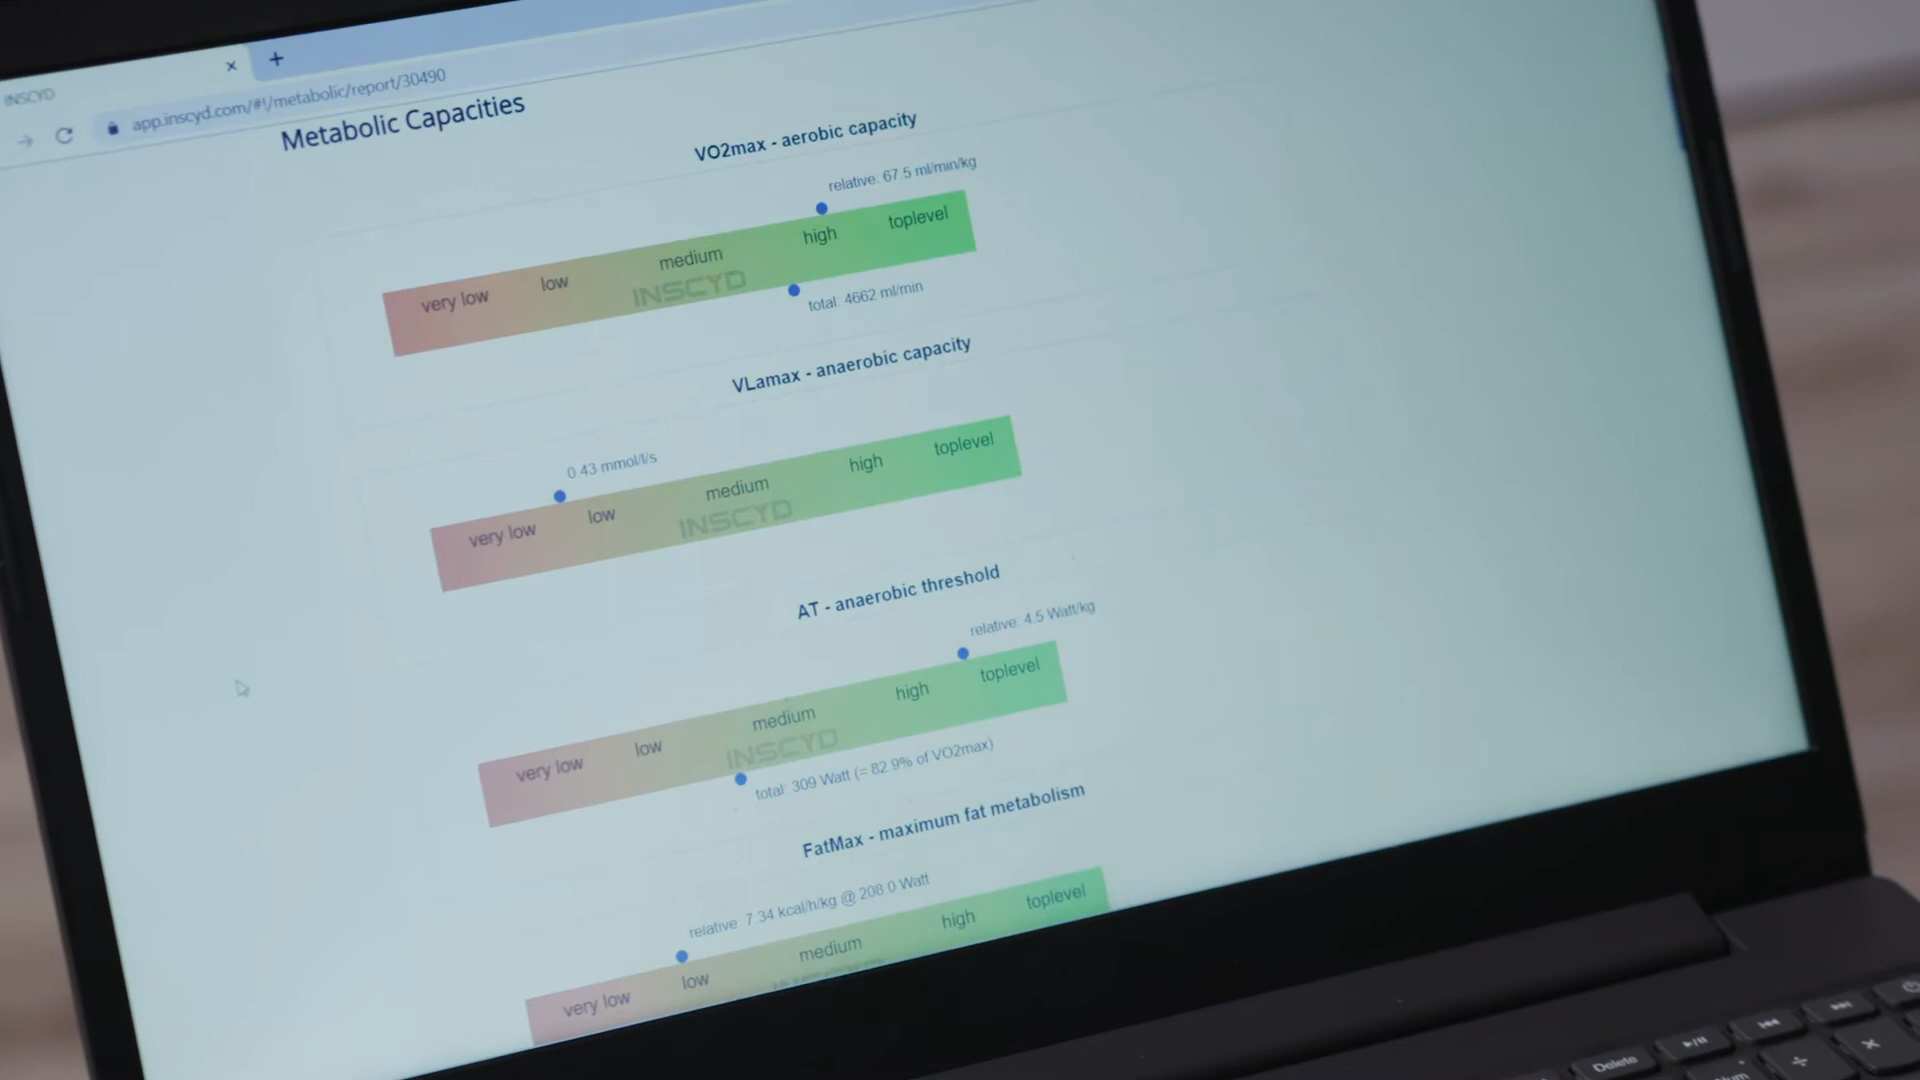 INSCYD
app.inscyd.com/#!/metabolic/report/30490
Metabolic Capacities
VO2max - aerobic capacity
relative: 67.5 ml/min/kg
very low low medium high toplevel
INSCYD
total: 4662 ml/min
VLamax - anaerobic capacity
0.43 mmol/l/s
very low low medium high toplevel
INSCYD
AT - anaerobic threshold
relative: 4.5 Watt/kg
very low low medium high toplevel
INSCYD
total: 309 Watt (= 82.9% of VO2max)
FatMax - maximum fat metabolism
relative: 7.34 kcal/h/kg @ 208.0 Watt
very low low medium high toplevel
Delete